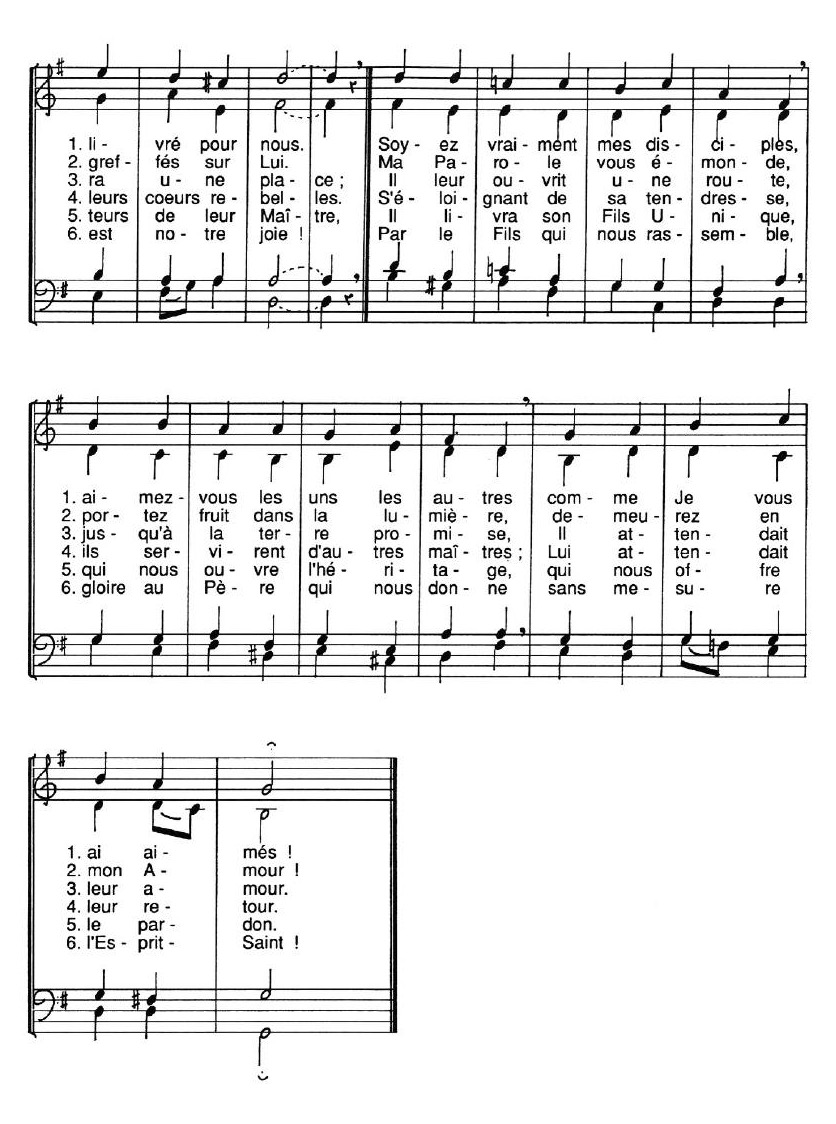 1. li - vré pour nous. Soy - ez vrai - ment mes dis - ci - ples,
2. gref - fés sur Lui. Ma Pa - ro - le vous é - mon - de,
3. ra u - ne pla - ce ; Il leur ou - vrit u - ne rou - te,
4. leurs coeurs re - bel - les. S'é - loi - gnant de sa ten - dres - se,
5. teurs de leur Maî - tre, Il li - vra son Fils U - ni - que,
6. est no - tre joie ! Par le Fils qui nous ras - sem - ble,
1. ai - mez - vous les uns les au - tres com - me Je vous
2. por - tez fruit dans la lu - miè - re, de - meu - rez en
3. jus - qu'à la ter - re pro - mi - se, Il at - ten - dait
4. ils ser - vi - rent d'au - tres maî - tres ; Lui at - ten - dait
5. qui nous ou - vre l'hé - ri - ta - ge, qui nous of - fre
6. gloire au Pè - re qui nous don - ne sans me - su - re
1. ai ai - més !
2. mon A - mour !
3. leur a - mour.
4. leur re - tour.
5. le par - don.
6. l'Es - prit - Saint !